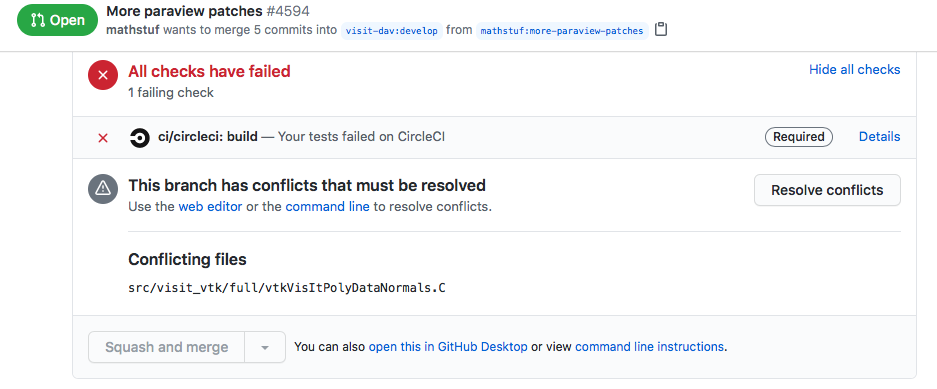 Open
More paraview patches #4594
mathstuf wants to merge 5 commits into visit-dav:develop from mathstuf:more-paraview-patches
All checks have failed
Hide all checks
1 failing check
ci/circleci: build — Your tests failed on CircleCI
Required
Details
This branch has conflicts that must be resolved
Use the web editor or the command line to resolve conflicts.
Resolve conflicts
Conflicting files
src/visit_vtk/full/vtkVisItPolyDataNormals.C
Squash and merge
You can also open this in GitHub Desktop or view command line instructions.